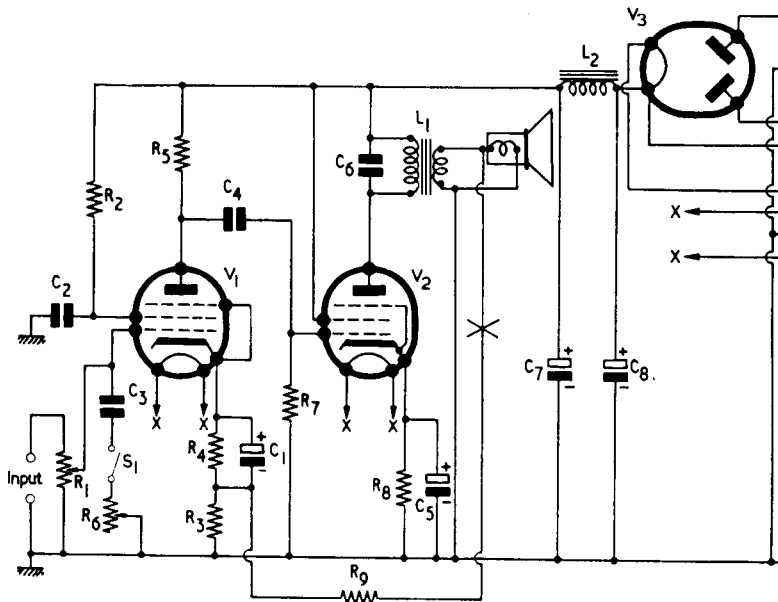 V3
L2
L1
R5
C6
C4
R2
V1
V2
C2
C3
X X
R7
X X
C7 + -
C8 + -
X
X
S1
Input
R1
R6
R4
+ C1 -
R3
R8
+ C5 -
R9